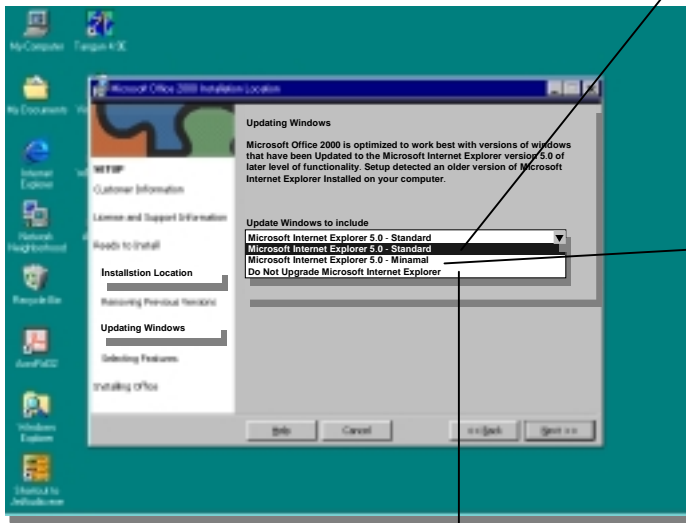 My Computer
Tangun 4.9E
Microsoft Office 2000 Installation Location
My Documents
Updating Windows
Microsoft Office 2000 is optimized to work best with versions of windows
that have been Updated to the Microsoft Internet Explorer version 5.0 of
later level of functionality. Setup detected an older version of Microsoft
Internet Explorer Installed on your computer.
Internet
Explorer
SETUP
Customer Information
License and Support Information
Update Windows to include
Microsoft Internet Explorer 5.0 - Standard
Microsoft Internet Explorer 5.0 - Standard
Microsoft Internet Explorer 5.0 - Minamal
Do Not Upgrade Microsoft Internet Explorer
Network
Neighborhood
Ready to Install
Installstion Location
Recycle Bin
Removing Previous Versions
Updating Windows
Selecting Features
Installing Office
Windows
Explorer
Help
Cancel
<< Back
Next >>
Shortcut to